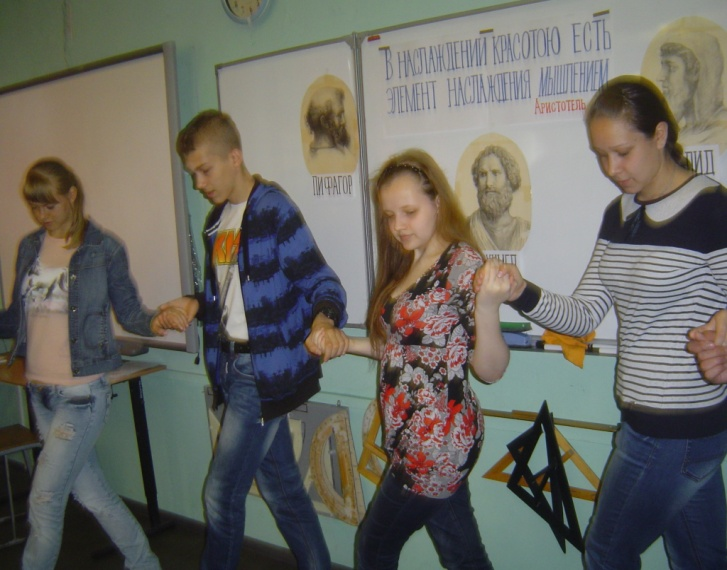 В НАСЛАЖДЕНИИ КРАСОТОЮ ЕСТЬ
ЭЛЕМЕНТ НАСЛАЖДЕНИЯ МЫШЛЕНИЕМ
АРИСТОТЕЛЬ
ПИФАГОР